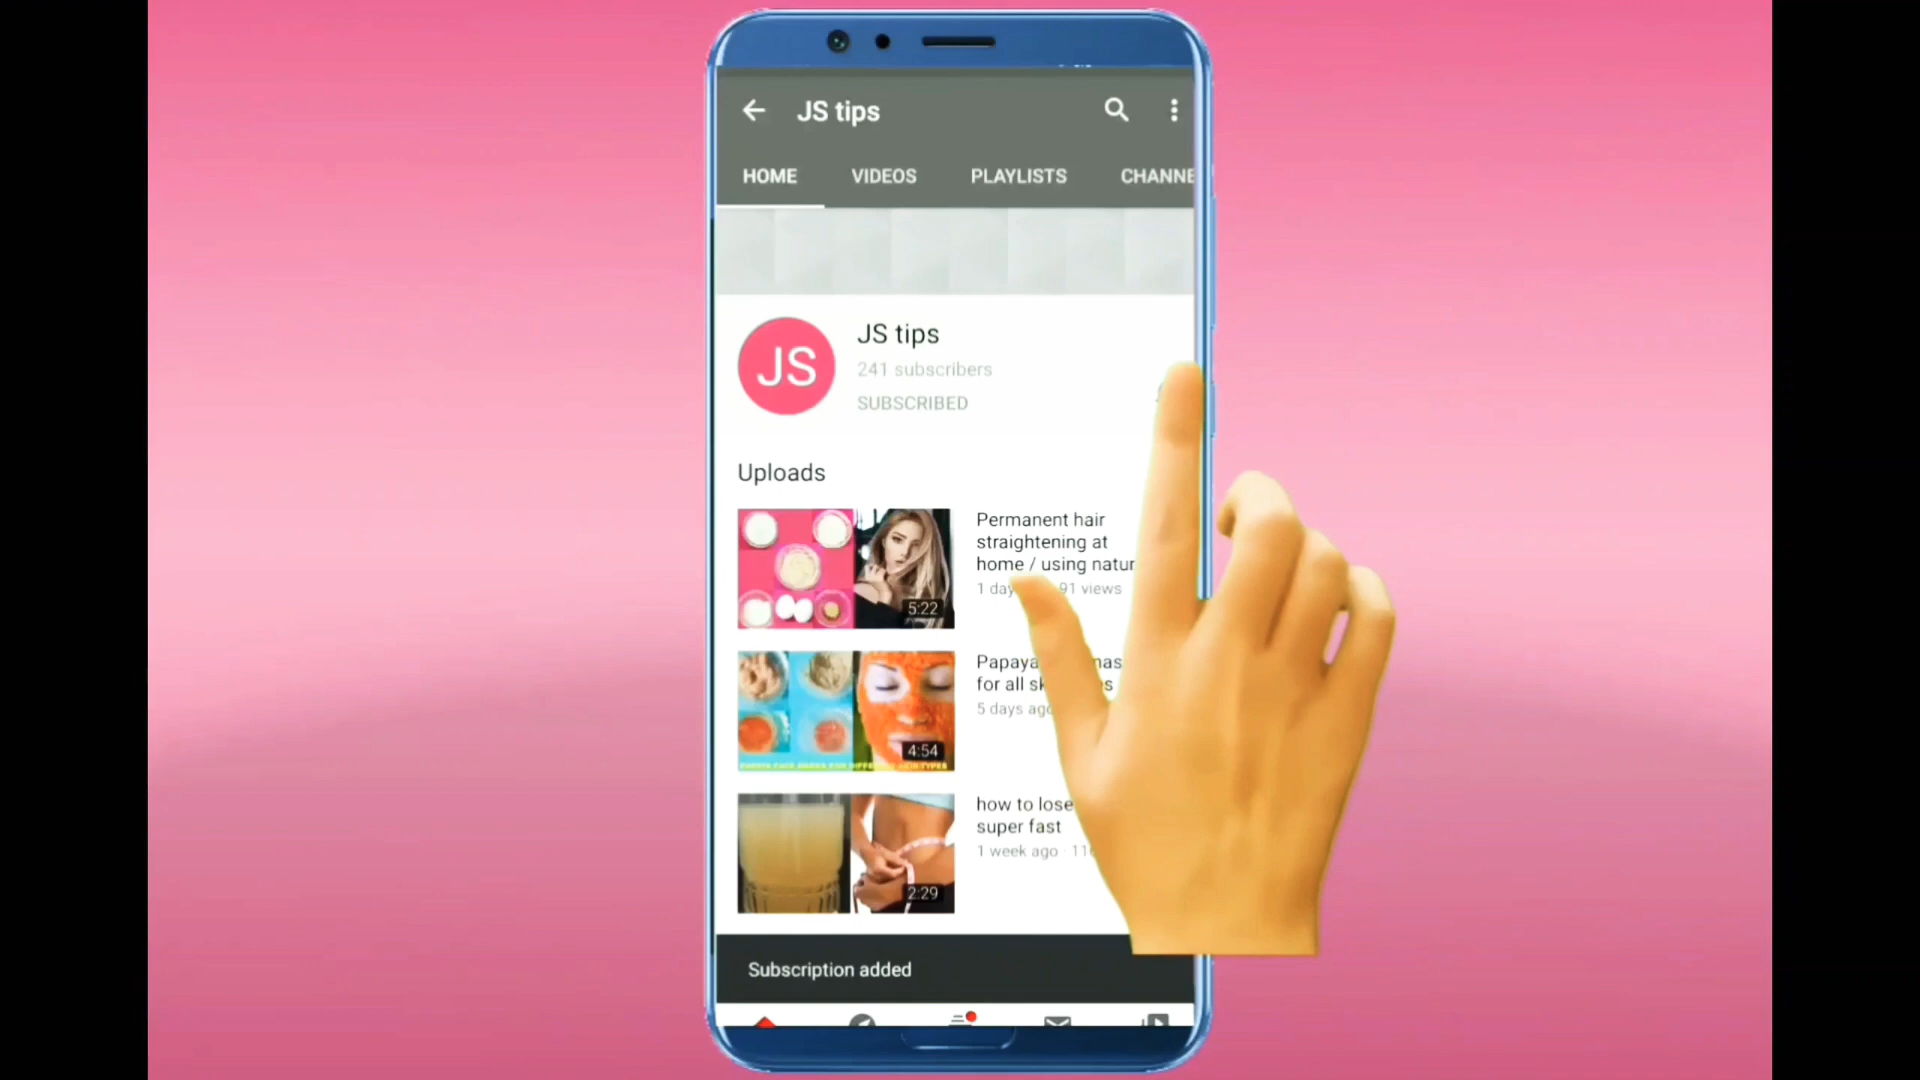 JS tips
HOME VIDEOS PLAYLISTS CHANNE
JS
JS tips
241 subscribers
SUBSCRIBED
Uploads
Permanent hair
straightening at
home / using natur
1 day 91 views
5:22
Papaya
for all
5 days ago
4:54
how to lose
super fast
1 week ago · 11
2:29
Subscription added